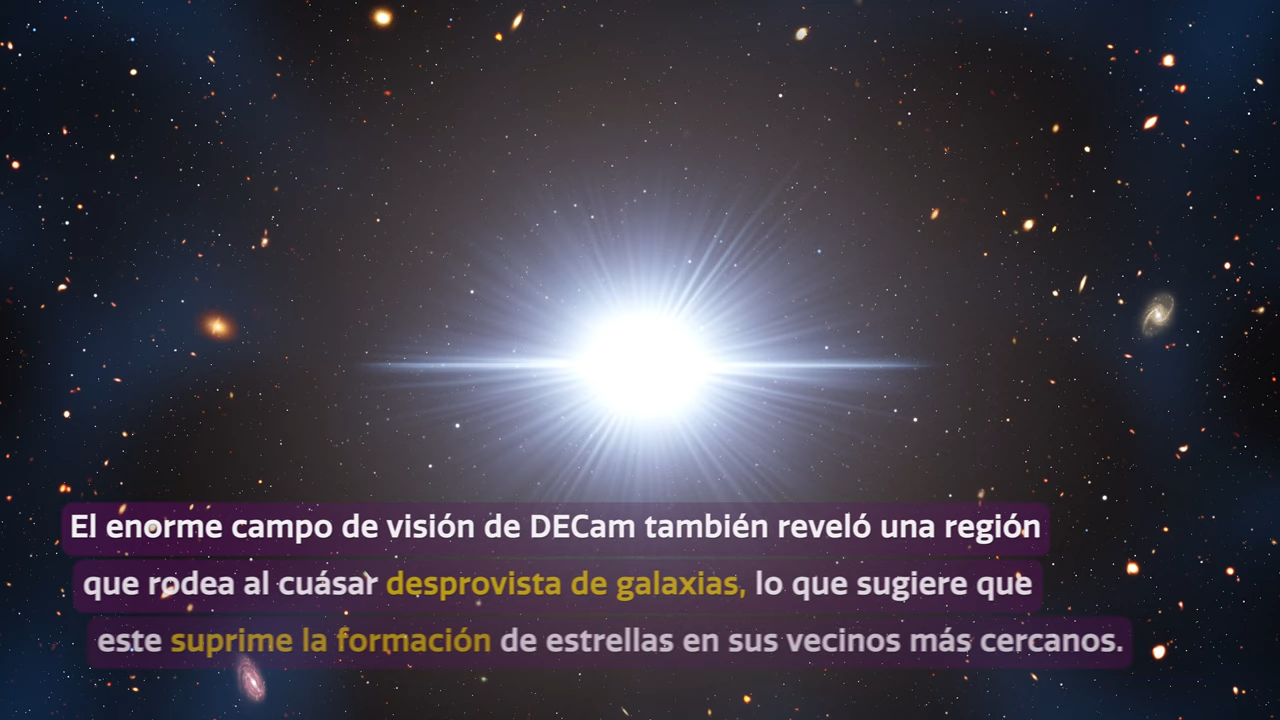 El enorme campo de visión de DECam también reveló una región
que rodea al cuásar desprovista de galaxias, lo que sugiere que
este suprime la formación de estrellas en sus vecinos más cercanos.